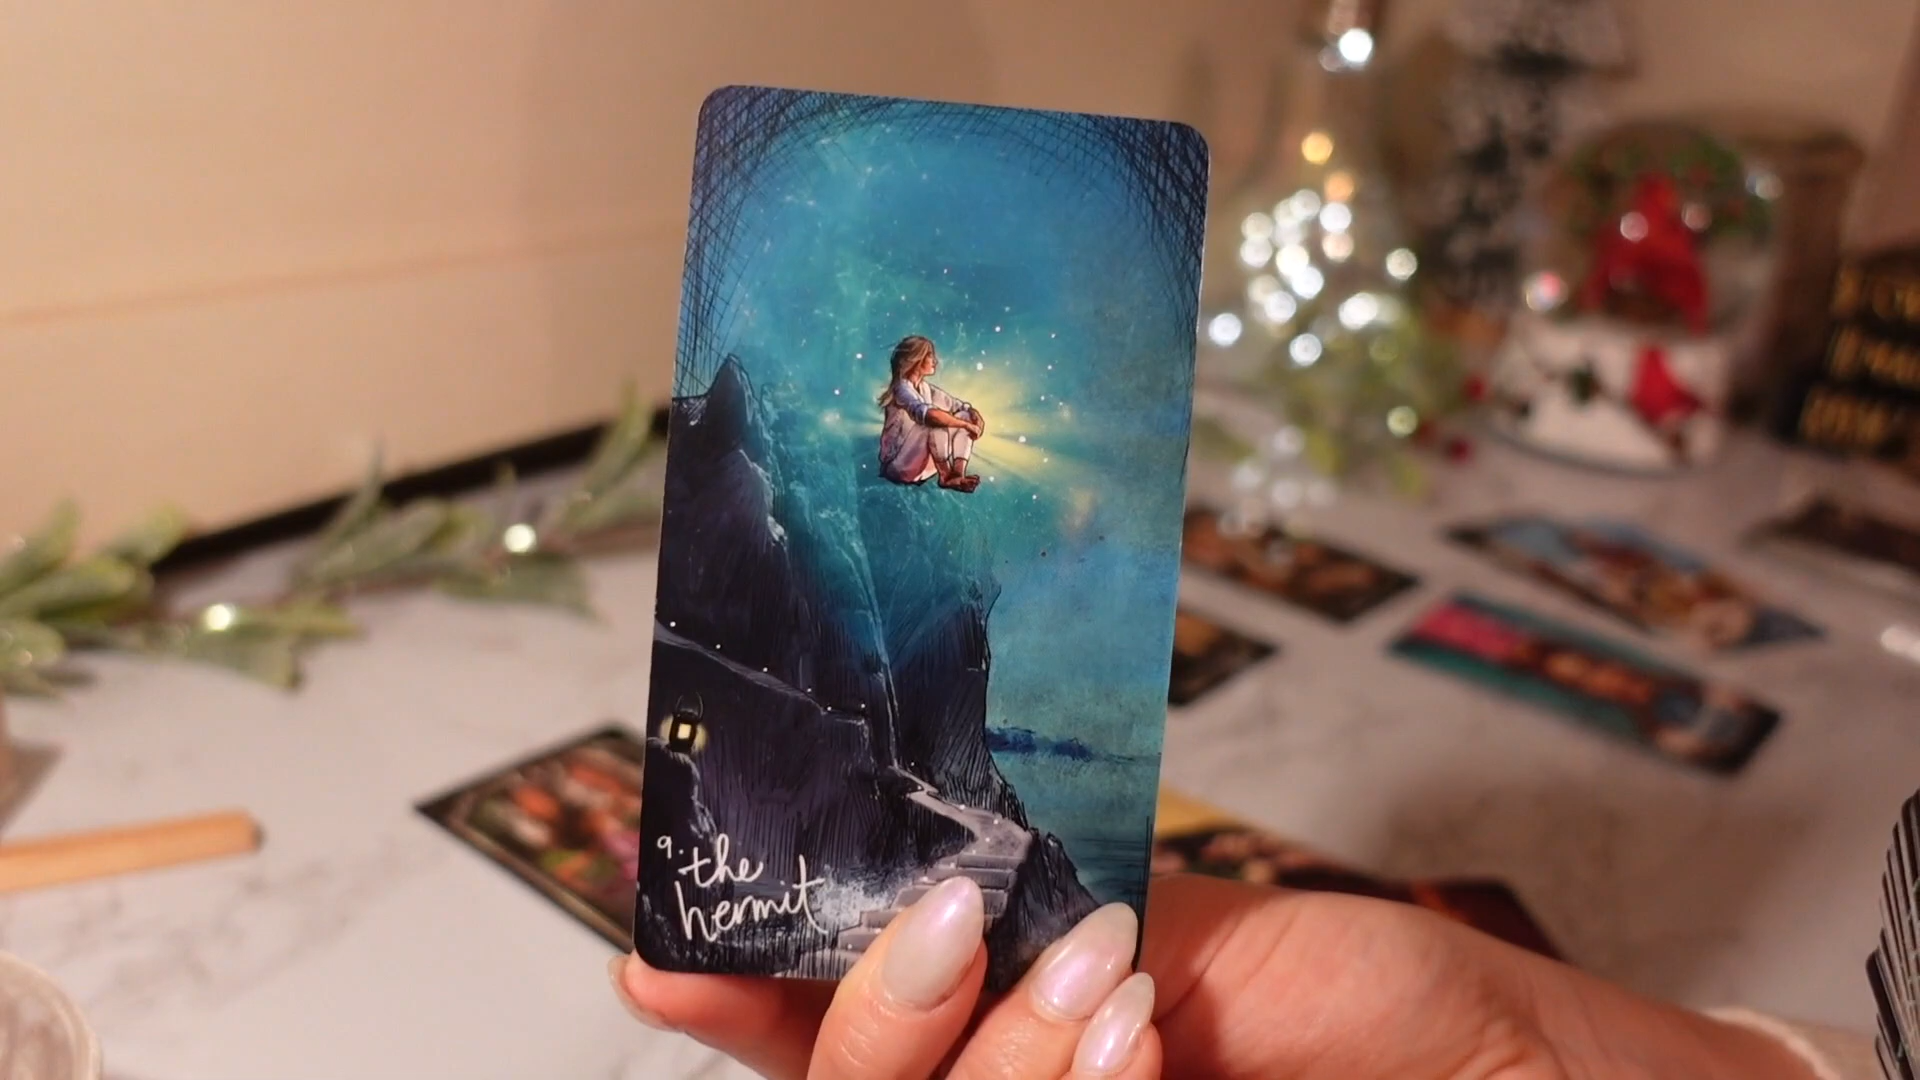 9. the
hermit